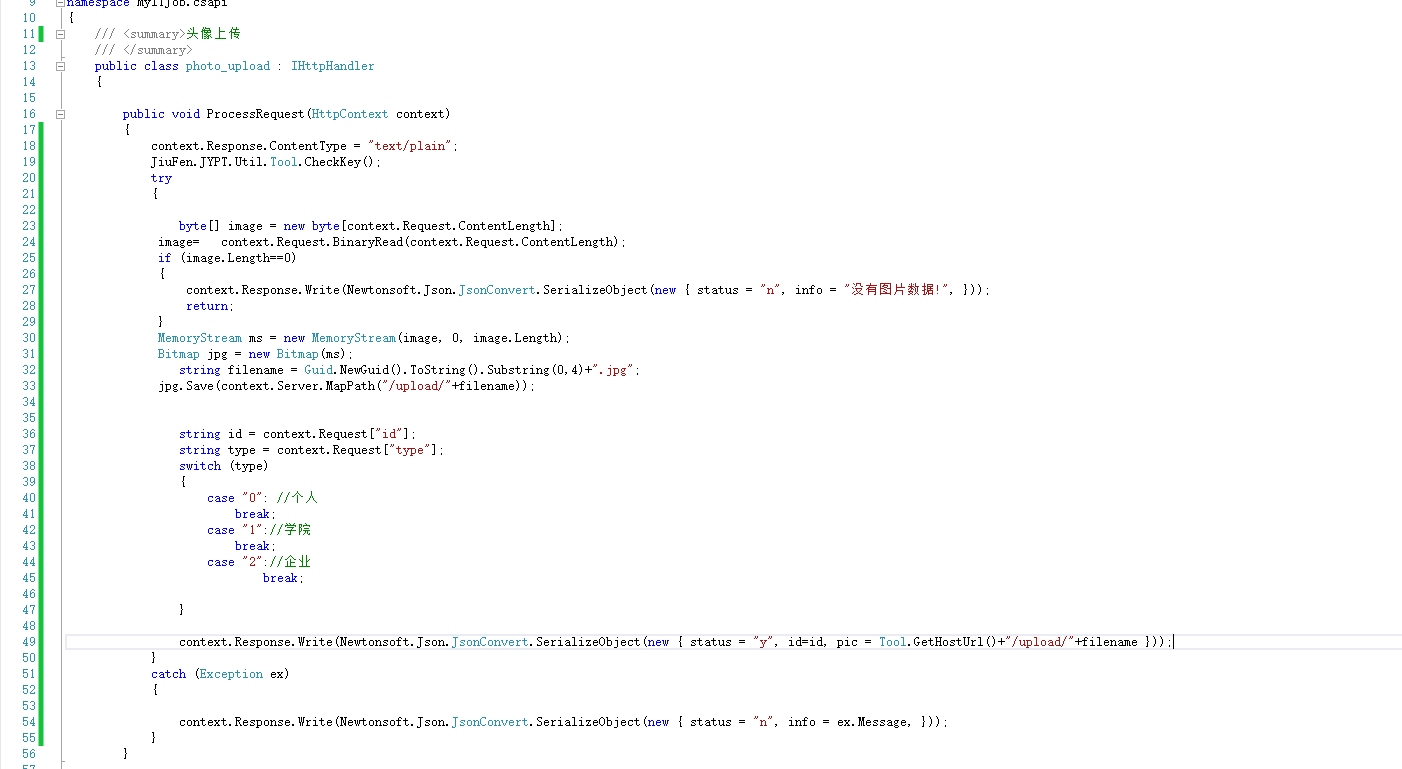 9 namespace MyITJob.csapi
10 {
11 /// <summary>头像上传
12 /// </summary>
13 public class photo_upload : IHttpHandler
14 {
15
16 public void ProcessRequest(HttpContext context)
17 {
18 context.Response.ContentType = "text/plain";
19 JiuFen.JYPT.Util.Tool.CheckKey();
20 try
21 {
22
23 byte[] image = new byte[context.Request.ContentLength];
24 image=   context.Request.BinaryRead(context.Request.ContentLength);
25 if (image.Length==0)
26 {
27 context.Response.Write(Newtonsoft.Json.JsonConvert.SerializeObject(new { status = "n", info = "没有图片数据!", }));
28 return;
29 }
30 MemoryStream ms = new MemoryStream(image, 0, image.Length);
31 Bitmap jpg = new Bitmap(ms);
32 string filename = Guid.NewGuid().ToString().Substring(0,4)+".jpg";
33 jpg.Save(context.Server.MapPath("/upload/"+filename));
34
35
36 string id = context.Request["id"];
37 string type = context.Request["type"];
38 switch (type)
39 {
40 case "0": //个人
41 break;
42 case "1"://学院
43 break;
44 case "2"://企业
45 break;
46
47 }
48
49 context.Response.Write(Newtonsoft.Json.JsonConvert.SerializeObject(new { status = "y", id=id, pic = Tool.GetHostUrl()+"/upload/"+filename }));
50 }
51 catch (Exception ex)
52 {
53
54 context.Response.Write(Newtonsoft.Json.JsonConvert.SerializeObject(new { status = "n", info = ex.Message, }));
55 }
56 }
57